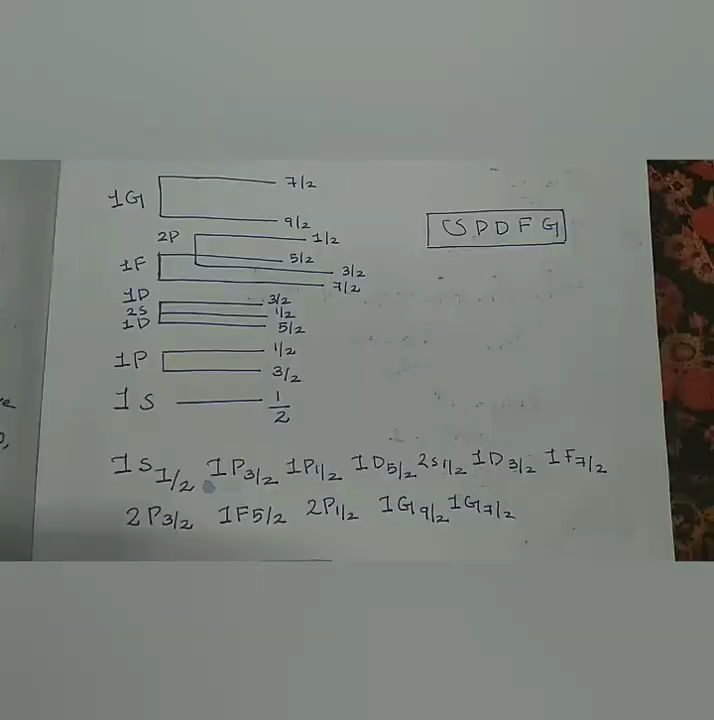 7/2
1G
9/2
2P 1/2
5/2
1F 3/2
7/2
1D 3/2
2S 1/2
1D 5/2
1/2
1P
3/2
1S 1/2
S P D F G
1S1/2 1P3/2 1P1/2 1D5/2 2S1/2 1D3/2 1F7/2
2P3/2 1F5/2 2P1/2 1G9/2 1G7/2